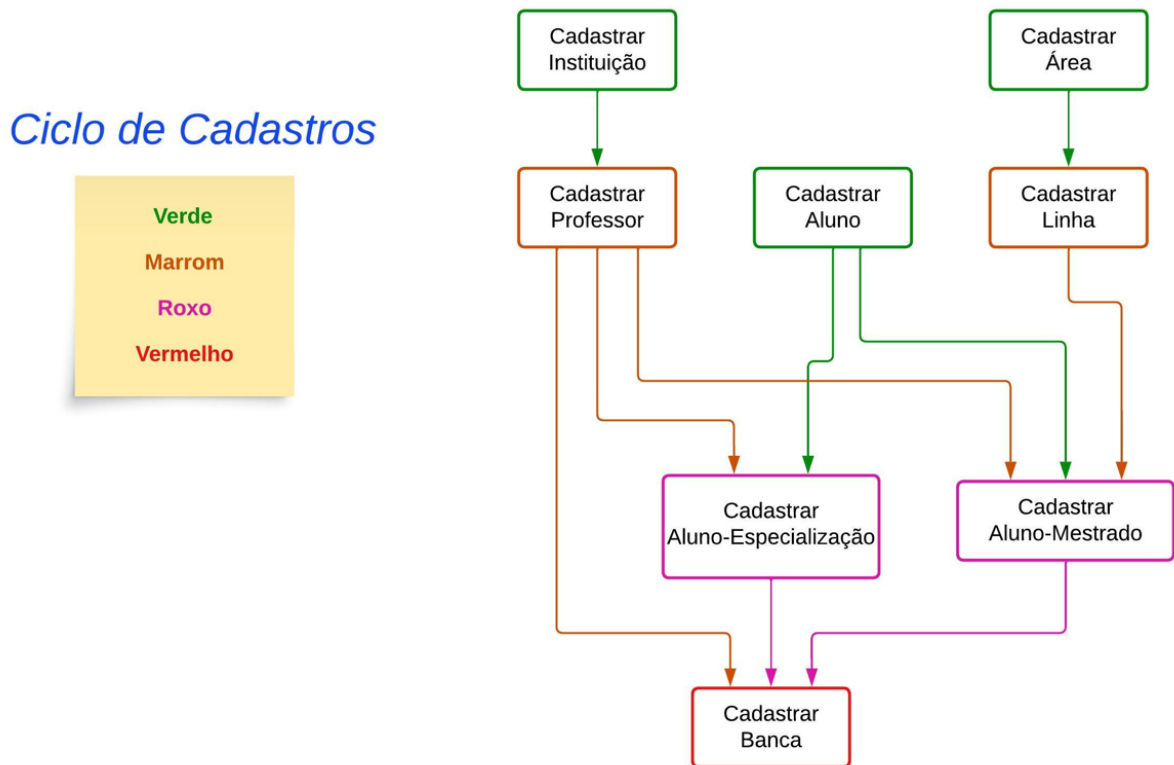 Ciclo de Cadastros
Verde
Marrom
Roxo
Vermelho
Cadastrar
Instituição
Cadastrar
Área
Cadastrar
Professor
Cadastrar
Aluno
Cadastrar
Linha
Cadastrar
Aluno-Especialização
Cadastrar
Aluno-Mestrado
Cadastrar
Banca